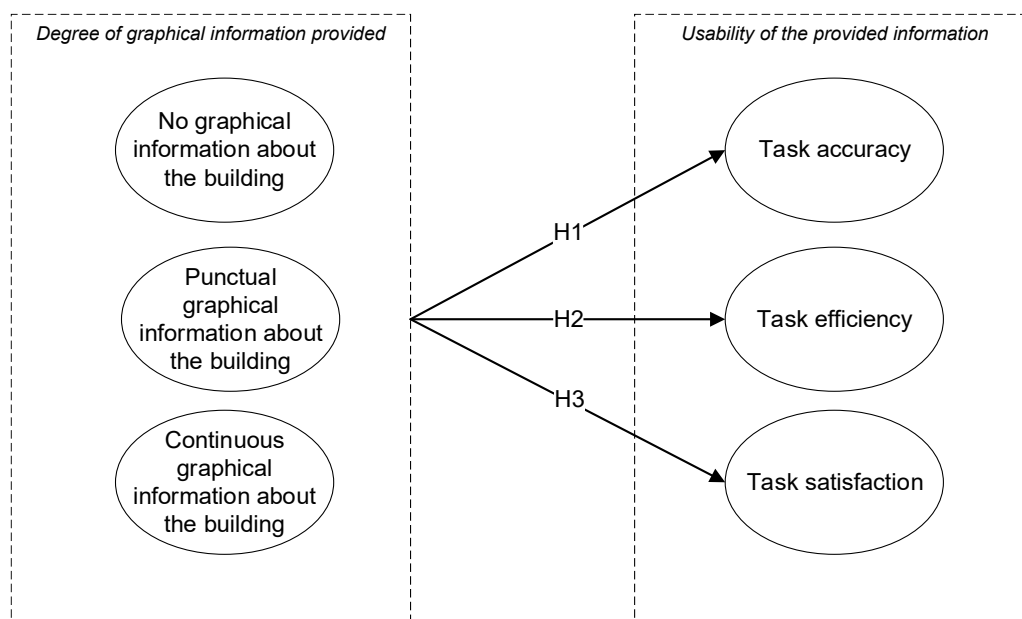 Degree of graphical information provided
No graphical
information about
the building
Punctual
graphical
information about
the building
Continuous
graphical
information about
the building
H1
H2
H3
Usability of the provided information
Task accuracy
Task efficiency
Task satisfaction